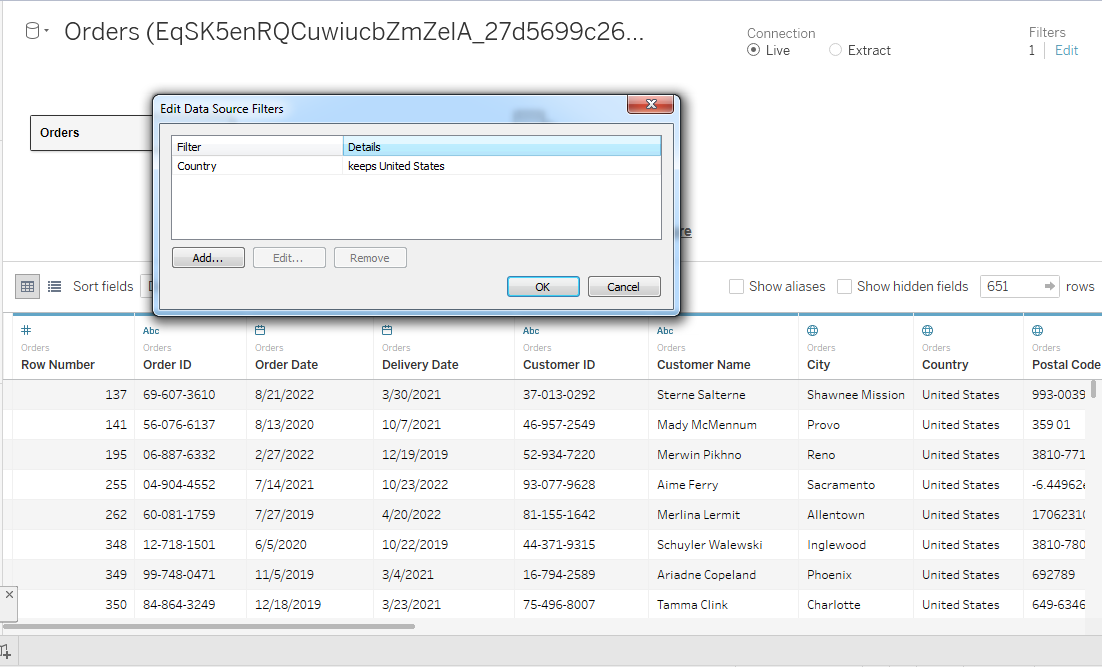 Orders (EqSK5enRQCuwiucbZmZelA_27d5699c26...
Connection
Live Extract
Filters
1 Edit
Orders
Edit Data Source Filters
Filter Details
Country keeps United States
Add... Edit... Remove
OK Cancel
Sort fields
Show aliases Show hidden fields 651 rows
# Abc Abc Abc
Orders Orders Orders Orders Orders Orders Orders Orders Orders
Row Number Order ID Order Date Delivery Date Customer ID Customer Name City Country Postal Code
137 69-607-3610 8/21/2022 3/30/2021 37-013-0292 Sterne Salterne Shawnee Mission United States 993-0039
141 56-076-6137 8/13/2020 10/7/2021 46-957-2549 Mady McMennum Provo United States 359 01
195 06-887-6332 2/27/2022 12/19/2019 52-934-7220 Merwin Pikhno Reno United States 3810-771
255 04-904-4552 7/14/2021 10/23/2022 93-077-9628 Aime Ferry Sacramento United States -6.44962
262 60-081-1759 7/27/2019 4/20/2022 81-155-1642 Merlina Lermit Allentown United States 17062310
348 12-718-1501 6/5/2020 10/22/2019 44-371-9315 Schuyler Walewski Inglewood United States 3810-780
349 99-748-0471 11/5/2019 3/4/2021 16-794-2589 Ariadne Copeland Phoenix United States 692789
350 84-864-3249 12/18/2019 3/23/2021 75-496-8007 Tamma Clink Charlotte United States 649-6346